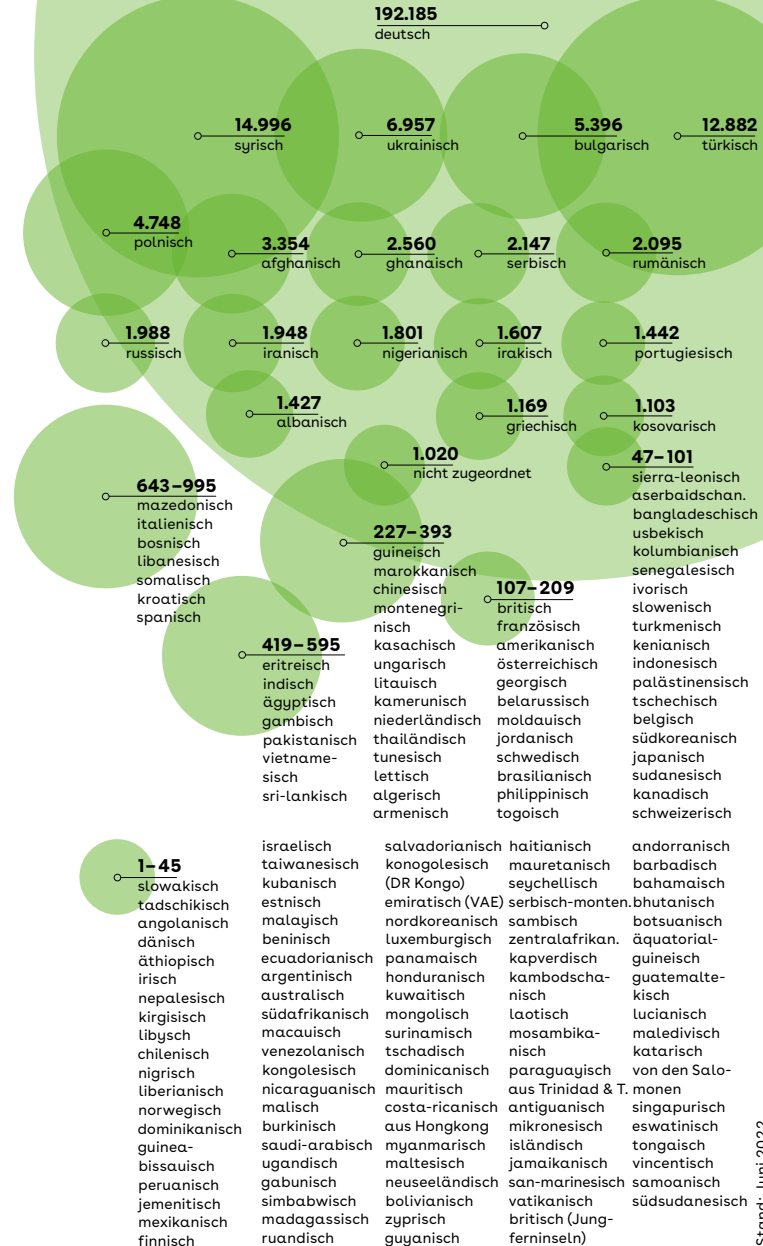 192.185
deutsch
14.996
syrisch
6.957
ukrainisch
5.396
bulgarisch
12.882
türkisch
4.748
polnisch
3.354
afghanisch
2.560
ghanaisch
2.147
serbisch
2.095
rumänisch
1.988
russisch
1.948
iranisch
1.801
nigerianisch
1.607
irakisch
1.442
portugiesisch
1.427
albanisch
1.169
griechisch
1.103
kosovarisch
1.020
nicht zugeordnet
643–995
mazedonisch
italienisch
bosnisch
libanesisch
somalisch
kroatisch
spanisch
419–595
eritreisch
indisch
ägyptisch
gambisch
pakistanisch
vietname-
sisch
sri-lankisch
227–393
guineisch
marokkanisch
chinesisch
montenegri-
nisch
kasachisch
ungarisch
litauisch
kamerunisch
niederländisch
thailändisch
tunesisch
lettisch
algerisch
armenisch
107–209
britisch
französisch
amerikanisch
österreichisch
georgisch
belarussisch
moldauisch
jordanisch
schwedisch
brasilianisch
philippinisch
togoisch
47–101
sierra-leonisch
aserbaidschan.
bangladeschisch
usbekisch
kolumbianisch
senegalesisch
ivorisch
slowenisch
turkmenisch
kenianisch
indonesisch
palästinensisch
tschechisch
belgisch
südkoreanisch
japanisch
sudanesisch
kanadisch
schweizerisch
1–45
slowakisch
tadschikisch
angolanisch
dänisch
äthiopisch
irisch
nepalesisch
kirgisisch
libysch
chilenisch
nigrisch
liberianisch
norwegisch
dominikanisch
guinea-
bissauisch
peruanisch
jemenitisch
mexikanisch
finnisch
israelisch
taiwanesisch
kubanisch
estnisch
malayisch
beninisch
ecuadorianisch
argentinisch
australisch
südafrikanisch
macauisch
venezolanisch
kongolesisch
nicaraguanisch
malisch
burkinisch
saudi-arabisch
ugandisch
gabunisch
simbabwisch
madagassisch
ruandisch
salvadorianisch
konogolesisch
(DR Kongo)
emiratisch (VAE)
nordkoreanisch
luxemburgisch
panamaisch
honduranisch
kuwaitisch
mongolisch
surinamisch
tschadisch
dominicanisch
mauritisch
costa-ricanisch
aus Hongkong
myanmarisch
maltesisch
neuseeländisch
bolivianisch
zyprisch
guyanisch
haitianisch
mauretanisch
seychellisch
serbisch-monten.
sambisch
zentralafrikan.
kapverdisch
kambodscha-
nisch
laotisch
mosambika-
nisch
paraguayisch
aus Trinidad & T.
antiguanisch
mikronesisch
isländisch
jamaikanisch
san-marinesisch
vatikanisch
britisch (Jung-
ferninseln)
andorranisch
barbadisch
bahamaisch
bhutanisch
botsuanisch
äquatorial-
guineisch
guatemalte-
kisch
lucianisch
maledivisch
katarisch
von den Salo-
monen
singapurisch
eswatinisch
tongaisch
vincentisch
samoanisch
südsudanesisch
Stand: Juni 2022